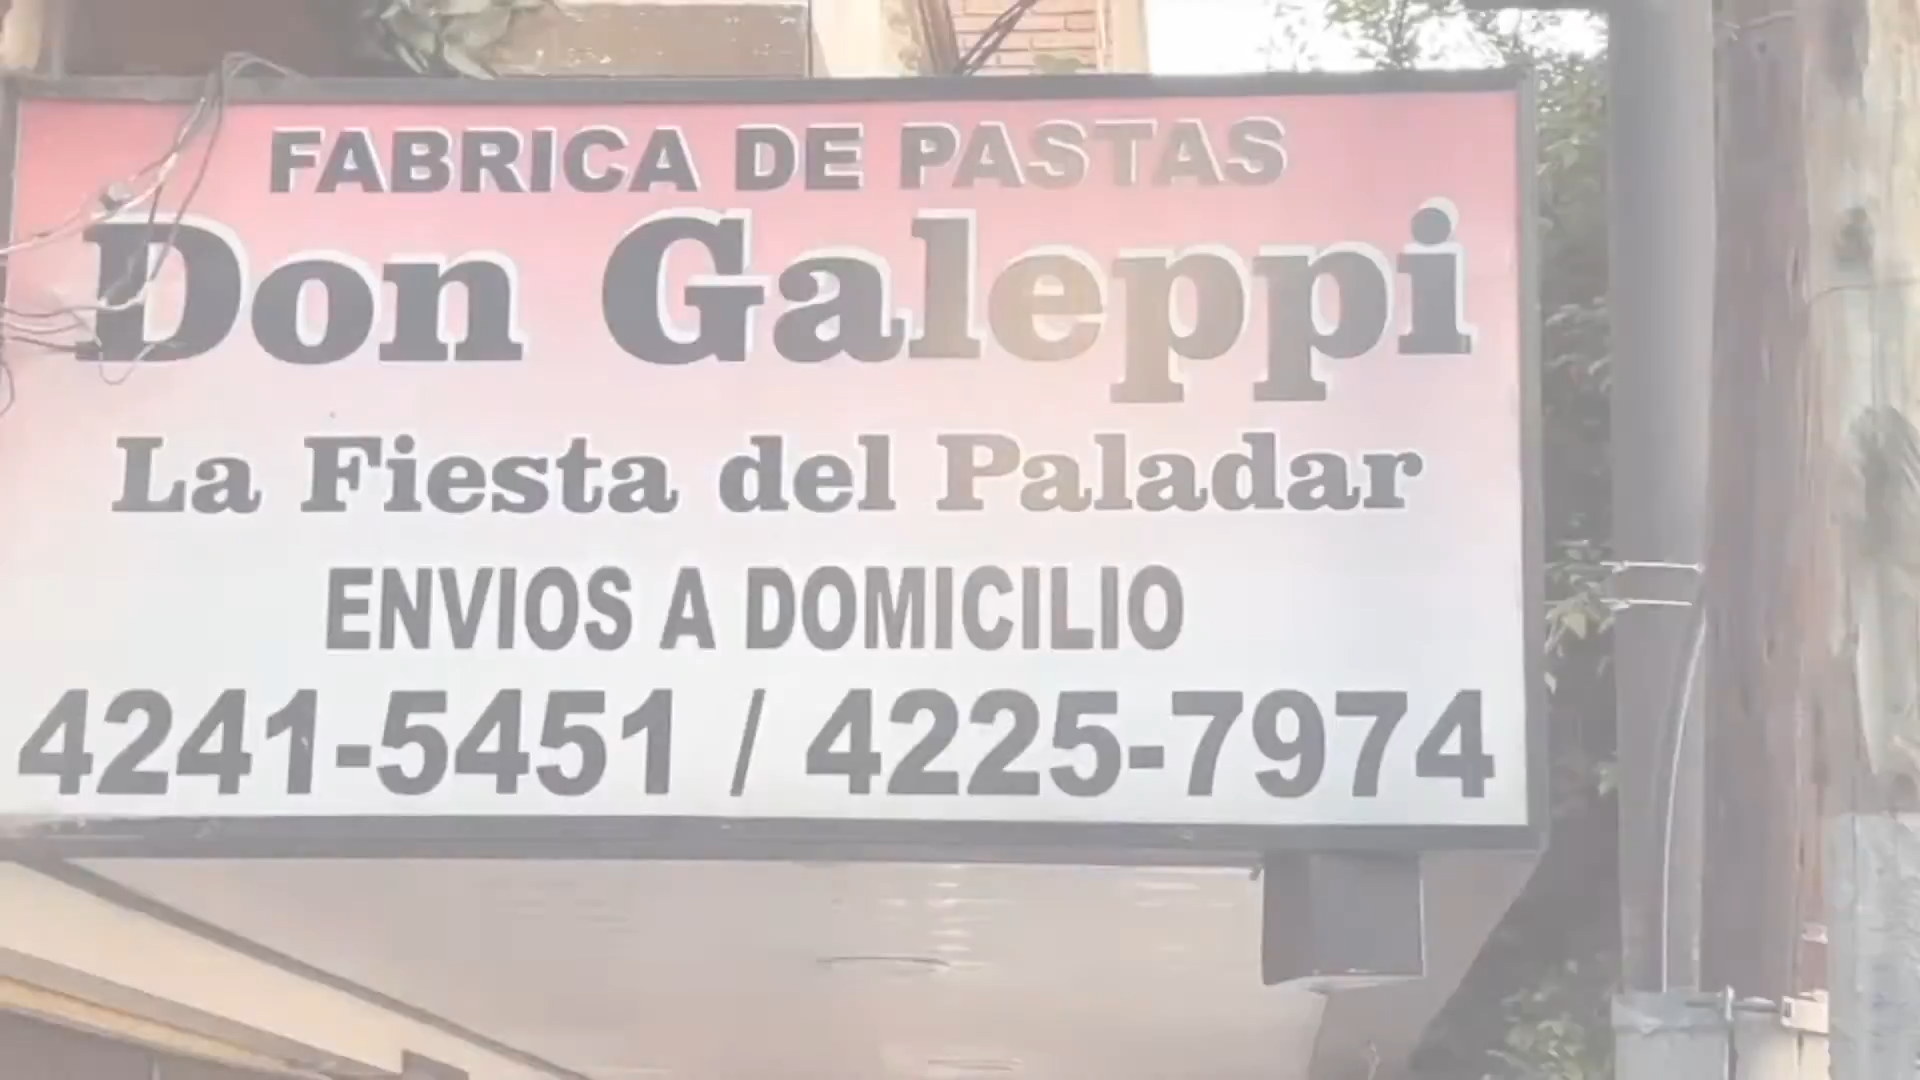 FABRICA DE PASTAS
Don Galeppi
La Fiesta del Paladar
ENVIOS A DOMICILIO
4241-5451 / 4225-7974